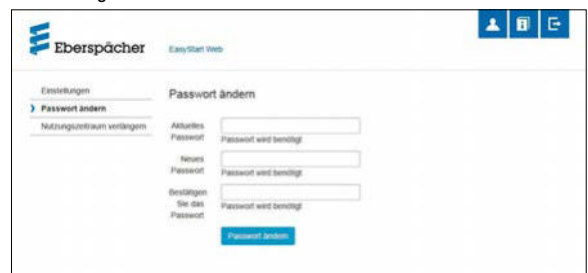 Eberspächer
EasyStart Web
Einstellungen
Passwort ändern
Nutzungszeitraum verlängern
Passwort ändern
Aktuelles
Passwort
Passwort wird benötigt
Neues
Passwort
Passwort wird benötigt
Bestätigen
Sie das
Passwort
Passwort wird benötigt
Passwort ändern